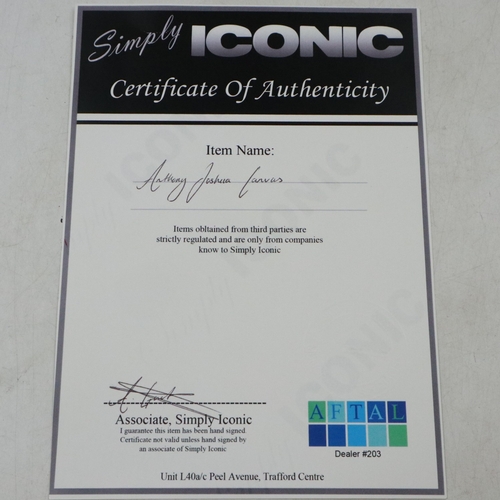 Simply ICONIC
Certificate Of Authenticity
Item Name:
Anthony Joshua Canvas
Items obltained from third parties are
strictly regulated and are only from companies
know to Simply Iconic
Associate, Simply Iconic
I guarantee this item has been hand signed.
Certificate not valid unless hand signed by
an associate of Simply Iconic
AFTAL
Dealer #203
Unit L40a/c Peel Avenue, Trafford Centre